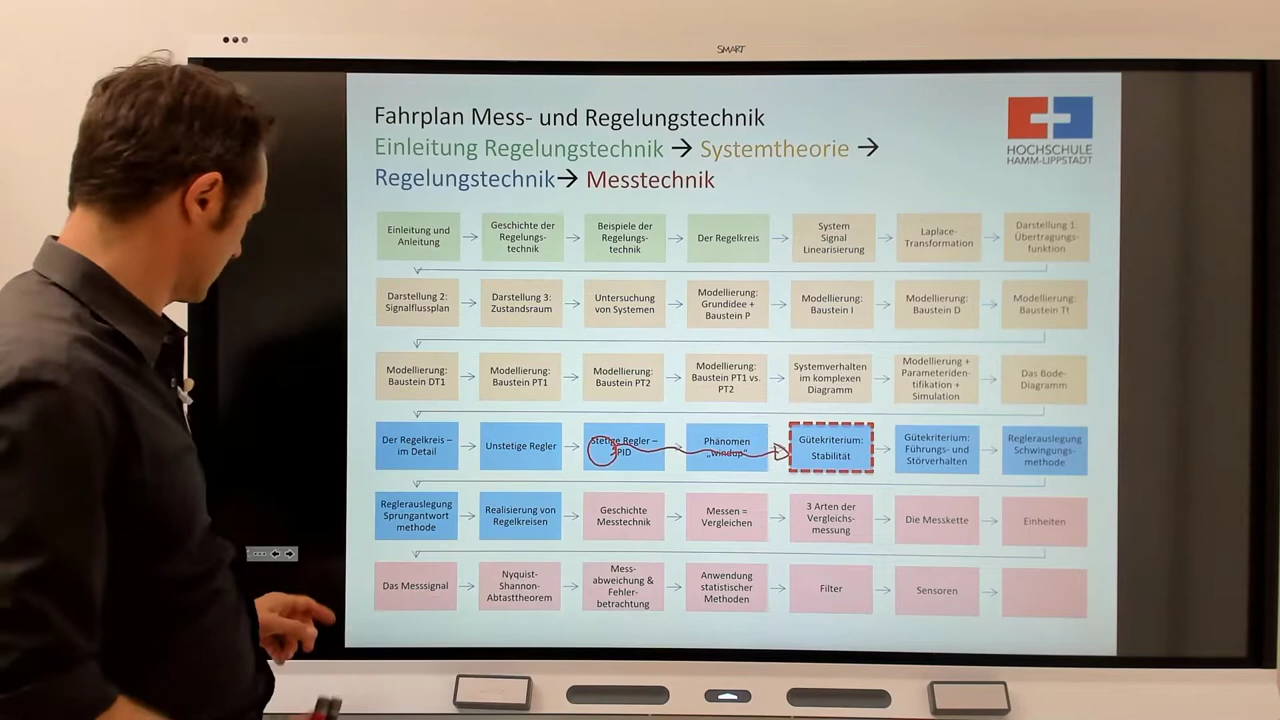 SMART
Fahrplan Mess- und Regelungstechnik
Einleitung Regelungstechnik → Systemtheorie →
Regelungstechnik→ Messtechnik
HOCHSCHULE
HAMM-LIPPSTADT
Einleitung und
Anleitung
Geschichte der
Regelungs-
technik
Beispiele der
Regelungs-
technik
Der Regelkreis
System
Signal
Linearisierung
Laplace-
Transformation
Darstellung 1:
Übertragungs-
funktion
Darstellung 2:
Signalflussplan
Darstellung 3:
Zustandsraum
Untersuchung
von Systemen
Modellierung:
Grundidee +
Baustein P
Modellierung:
Baustein I
Modellierung:
Baustein D
Modellierung:
Baustein Tt
Modellierung:
Baustein DT1
Modellierung:
Baustein PT1
Modellierung:
Baustein PT2
Modellierung:
Baustein PT1 vs.
PT2
Systemverhalten
im komplexen
Diagramm
Modellierung +
Parameteriden-
tifikation +
Simulation
Das Bode-
Diagramm
Der Regelkreis –
im Detail
Unstetige Regler
Stetige Regler –
PID
Phänomen
„windup“
Gütekriterium:
Stabilität
Gütekriterium:
Führungs- und
Störverhalten
Reglerauslegung
Schwingungs-
methode
Reglerauslegung
Sprungantwort
methode
Realisierung von
Regelkreisen
Geschichte
Messtechnik
Messen =
Vergleichen
3 Arten der
Vergleichs-
messung
Die Messkette
Einheiten
Das Messsignal
Nyquist-
Shannon-
Abtasttheorem
Mess-
abweichung &
Fehler-
betrachtung
Anwendung
statistischer
Methoden
Filter
Sensoren